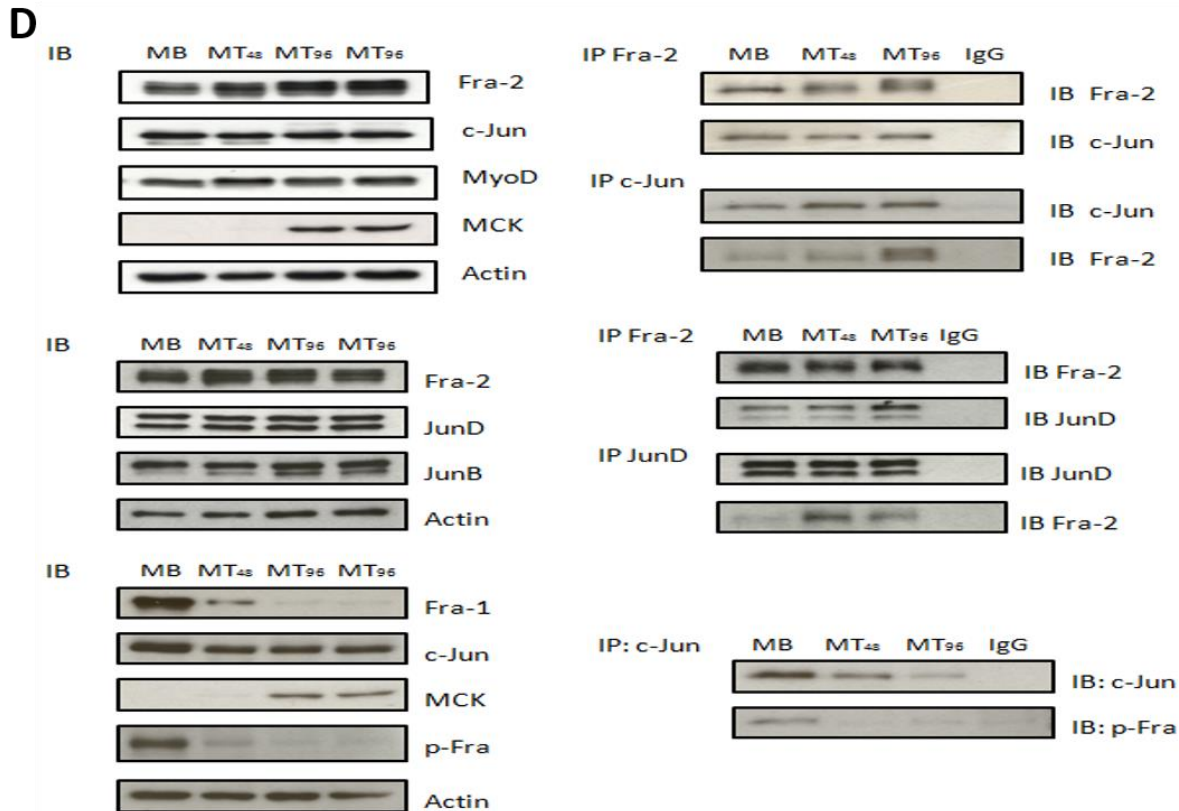 D
IB MB MT48 MT96 MT96
Fra-2
c-Jun
MyoD
MCK
Actin
IB MB MT48 MT96 MT96
Fra-2
JunD
JunB
Actin
IB MB MT48 MT96 MT96
Fra-1
c-Jun
MCK
p-Fra
Actin
IP Fra-2 MB MT48 MT96 IgG
IB Fra-2
IB c-Jun
IP c-Jun
IB c-Jun
IB Fra-2
IP Fra-2 MB MT48 MT96 IgG
IB Fra-2
IB JunD
IP JunD
IB JunD
IB Fra-2
IP: c-Jun MB MT48 MT96 IgG
IB: c-Jun
IB: p-Fra